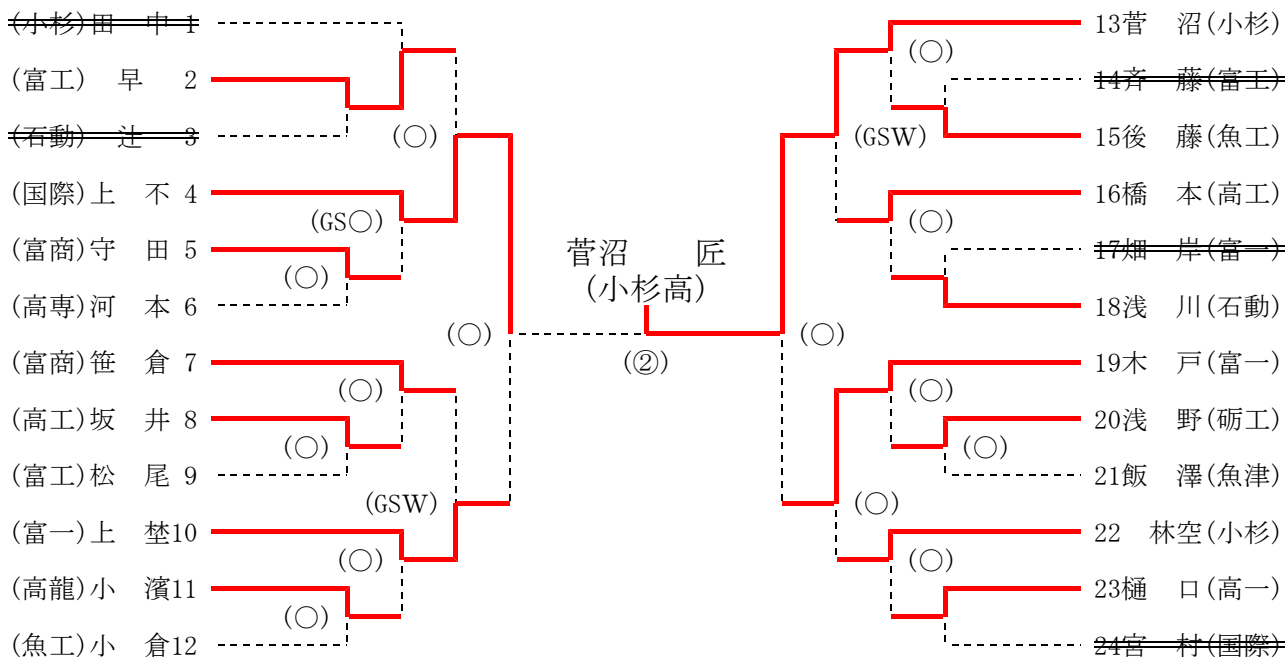 (小杉)田　中 1
(富工)　早　 2
(石動)　辻　 3
(○)
(国際)上　不 4
(GS○)
(富商)守　田 5
(○)
(高専)河　本 6
(○)
(富商)笹　倉 7
(○)
(高工)坂　井 8
(○)
(富工)松　尾 9
(GSW)
(富一)上　埜10
(○)
(高龍)小　濱11
(○)
(魚工)小　倉12
菅沼　　匠
(小杉高)
(②)
13菅　沼(小杉)
(○)
14斉　藤(富工)
(GSW)
15後　藤(魚工)
16橋　本(高工)
(○)
17畑　岸(富一)
18浅　川(石動)
(○)
19木　戸(富一)
(○)
20浅　野(砺工)
(○)
21飯　澤(魚津)
(○)
22　林空(小杉)
(○)
23樋　口(高一)
24宮　村(国際)